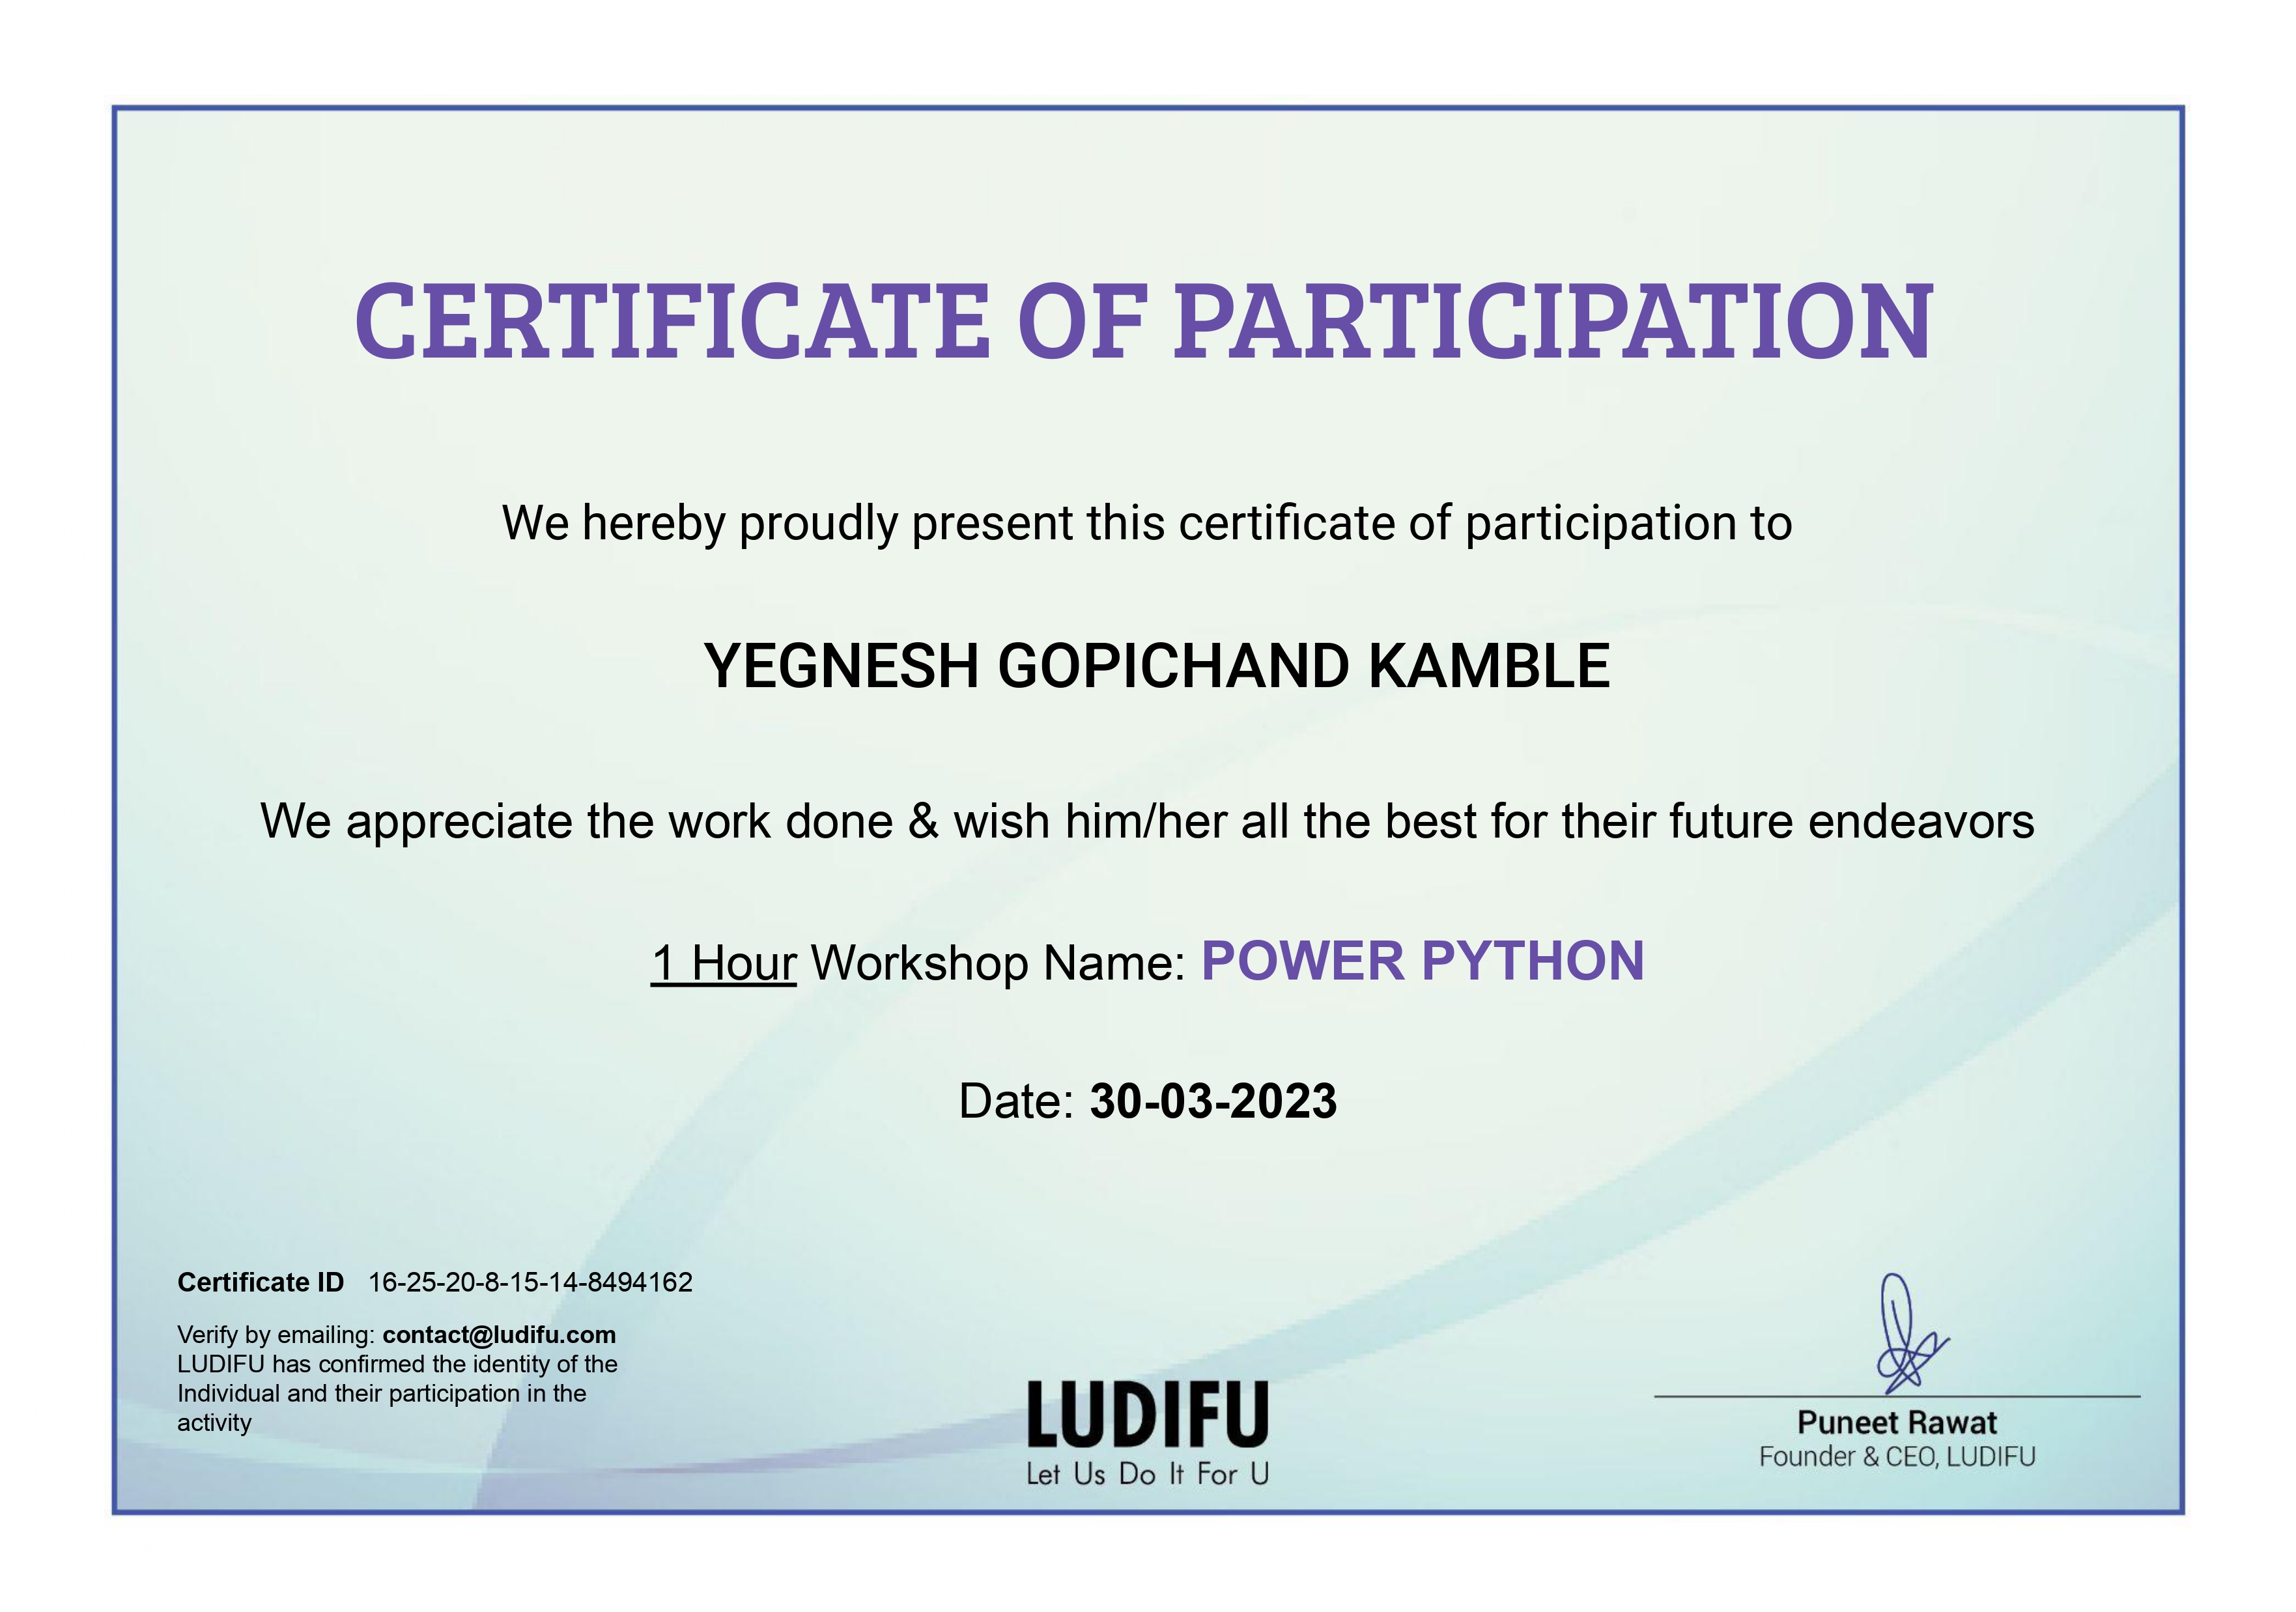 CERTIFICATE OF PARTICIPATION
We hereby proudly present this certificate of participation to
YEGNESH GOPICHAND KAMBLE
We appreciate the work done & wish him/her all the best for their future endeavors
1 Hour Workshop Name: POWER PYTHON
Date: 30-03-2023
Certificate ID 16-25-20-8-15-14-8494162
Verify by emailing: contact@ludifu.com
LUDIFU has confirmed the identity of the
Individual and their participation in the
activity
LUDIFU
Let Us Do It For U
Puneet Rawat
Founder & CEO, LUDIFU